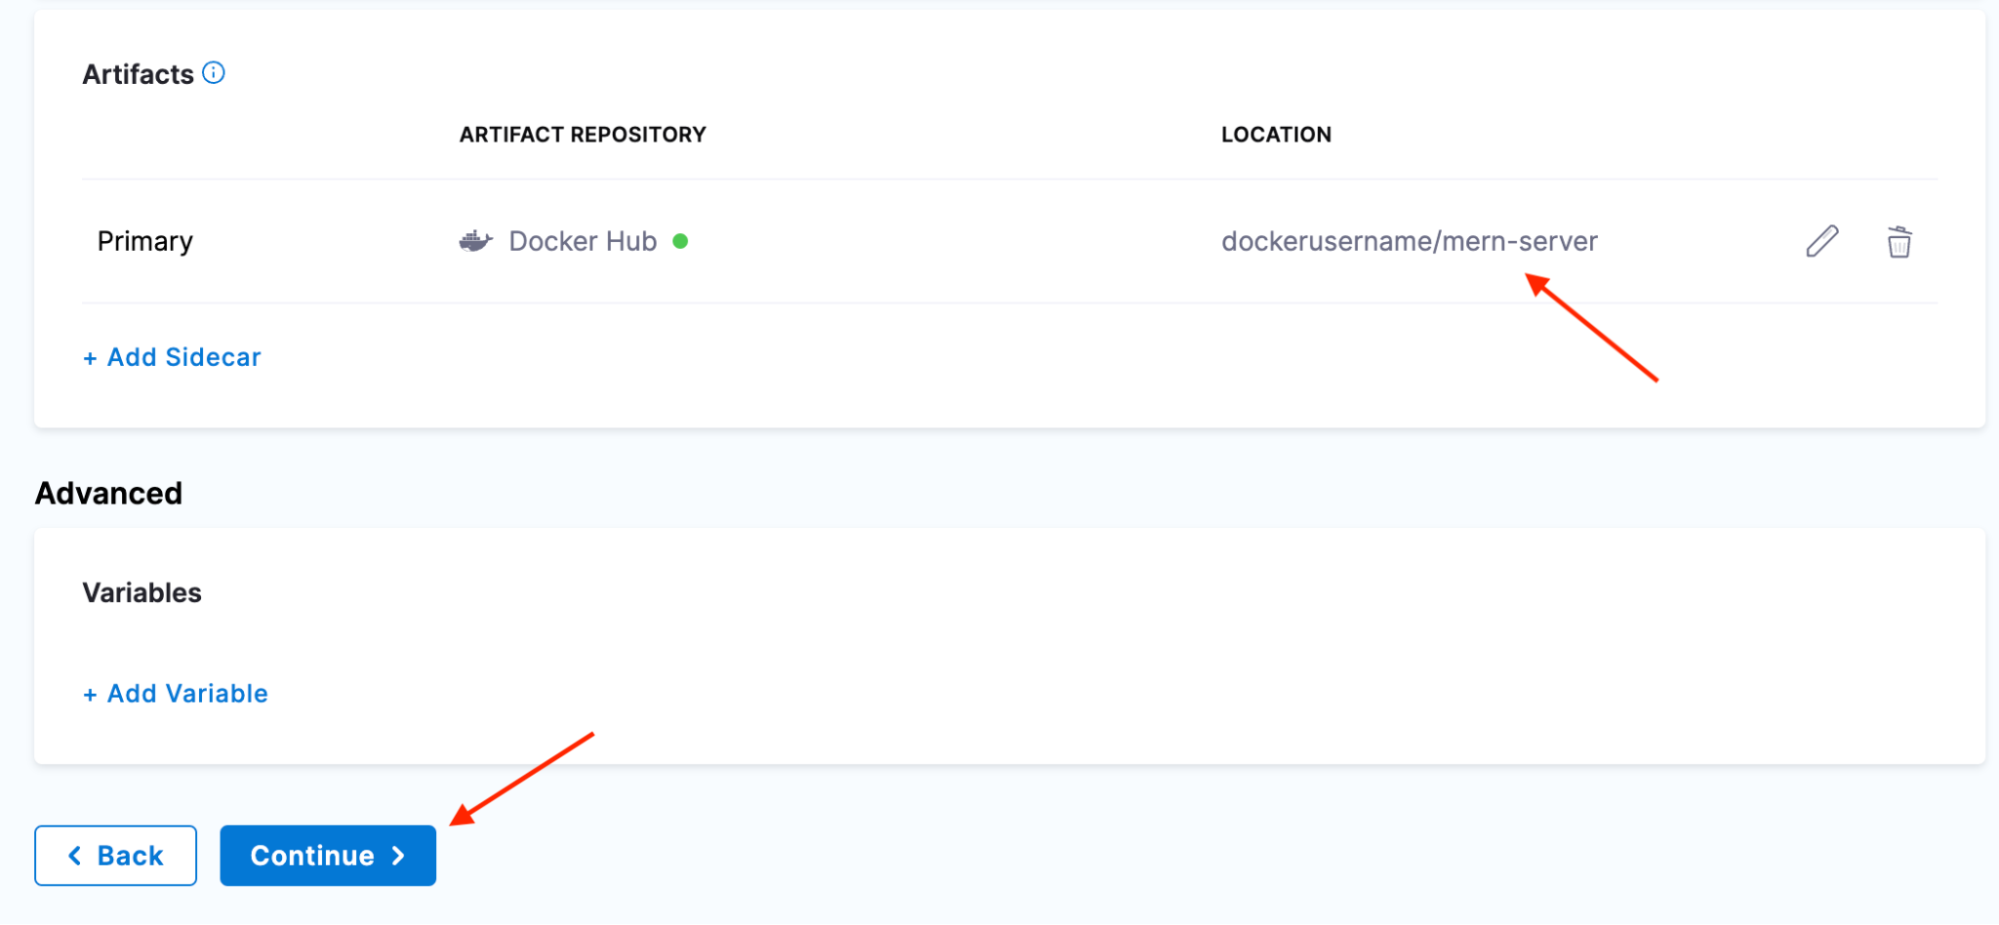 Artifacts
ARTIFACT REPOSITORY LOCATION
Primary Docker Hub dockerusername/mern-server
+ Add Sidecar
Advanced
Variables
+ Add Variable
Back Continue